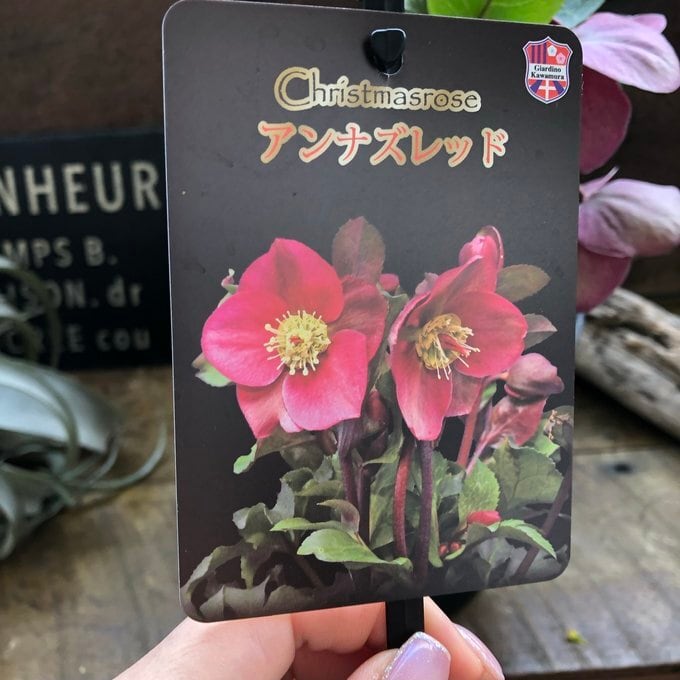 Christmasrose
アンナズレッド
Giardino
Kawamura
NHEUR
MPS B.
SON. dr
E cou